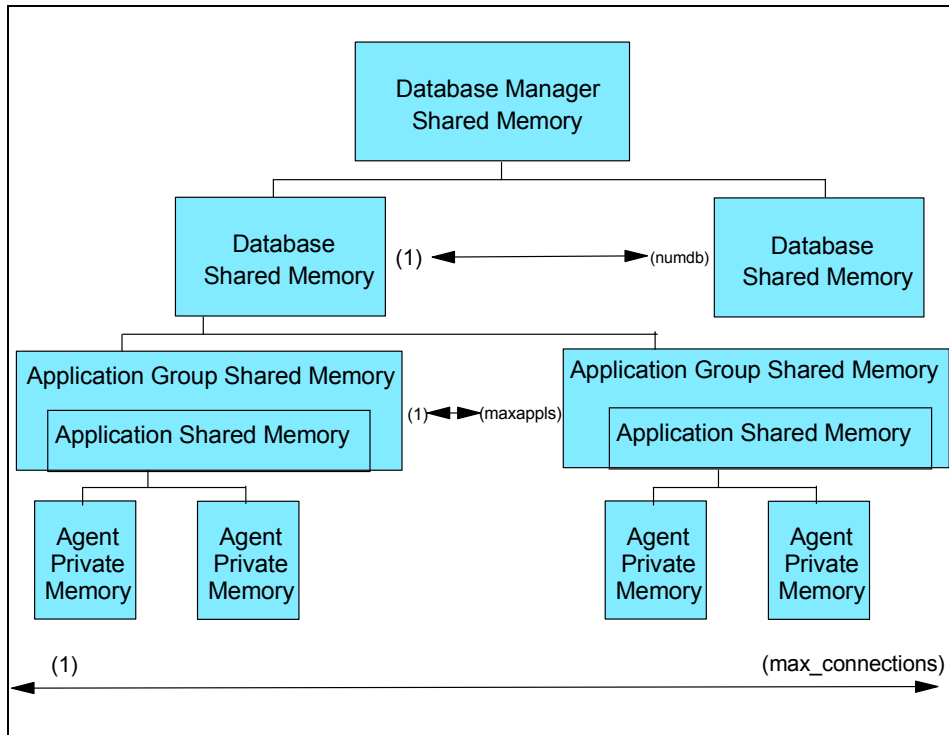 Database Manager
Shared Memory
Database
Shared Memory
(1)
(numdb)
Database
Shared Memory
Application Group Shared Memory
Application Shared Memory
(1)
(maxappls)
Application Group Shared Memory
Application Shared Memory
Agent
Private
Memory
Agent
Private
Memory
Agent
Private
Memory
Agent
Private
Memory
(1)
(max_connections)